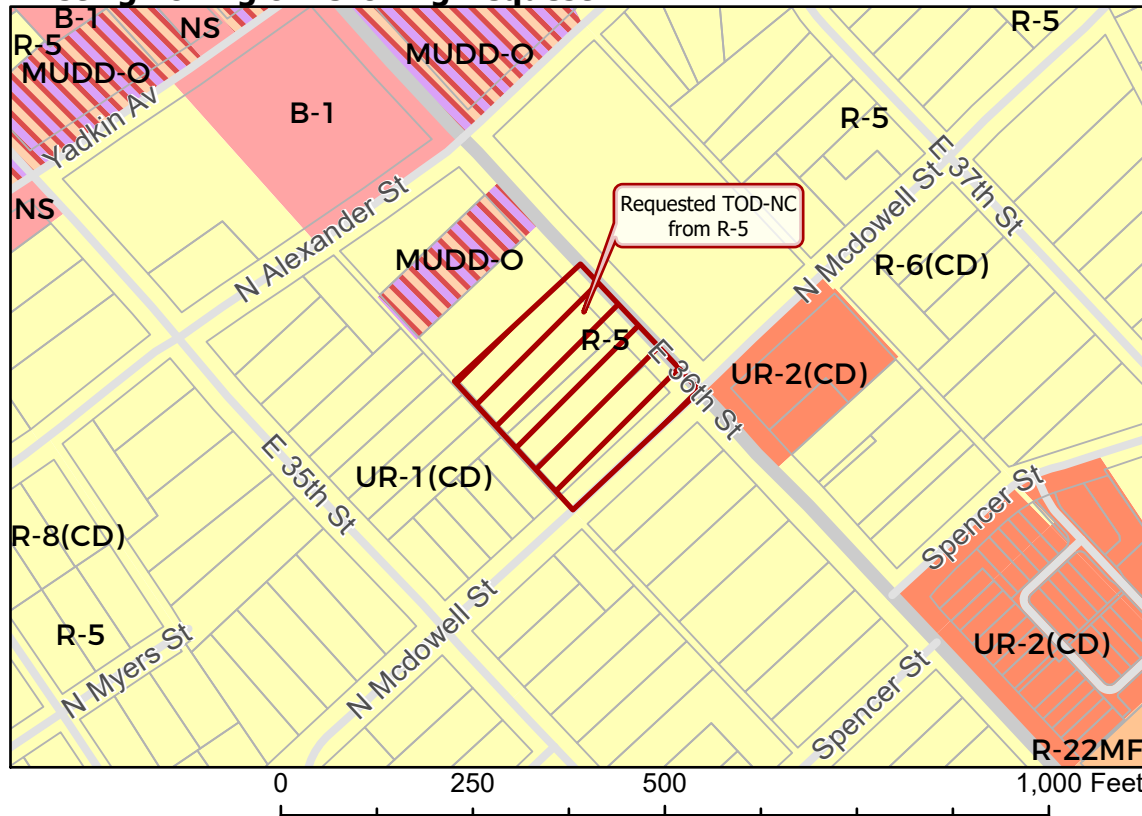 B-1
NS
R-5
MUDD-O
MUDD-O
R-5
Yadkin Av
B-1
R-5
E 37th St
NS
N Alexander St
Requested TOD-NC
from R-5
N Mcdowell St
MUDD-O
R-6(CD)
R-5
E 36th St
UR-2(CD)
E 35th St
UR-1(CD)
R-8(CD)
Spencer St
R-5
N Myers St
N Mcdowell St
UR-2(CD)
Spencer St
R-22MF
0 250 500 1,000 Feet